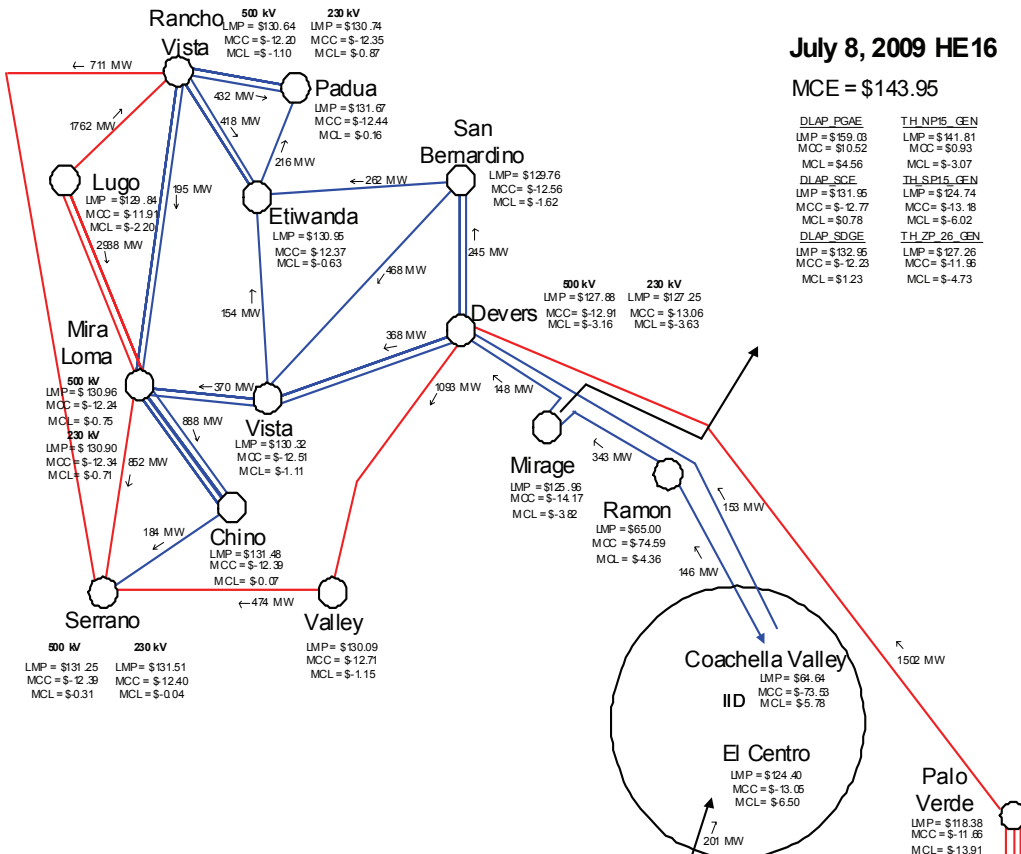 July 8, 2009 HE16
MCE = $143.95
DLAP_PGAE
LMP = $159.03
MCC = $10.52
MCL = $4.56
TH_NP15_GEN
LMP = $141.81
MCC = $0.93
MCL = $-3.07
DLAP_SCE
LMP = $131.95
MCC = $-12.77
MCL = $0.78
TH_SP15_GEN
LMP = $124.74
MCC = $-13.18
MCL = $-6.02
DLAP_SDGE
LMP = $132.95
MCC = $-12.23
MCL = $1.23
TH_ZP_26_GEN
LMP = $127.26
MCC = $-11.96
MCL = $-4.73
Rancho
Vista
500 kV
LMP = $130.64
MCC = $-12.20
MCL = $-1.10
230 kV
LMP = $130.74
MCC = $-12.35
MCL = $-0.87
← 711 MW
432 MW →
418 MW
1762 MW
195 MW
216 MW
Padua
LMP = $131.67
MCC = $-12.44
MCL = $-0.16
San
Bernardino
LMP = $129.76
MCC = $-12.56
MCL = $-1.62
←262 MW
Lugo
LMP = $129.84
MCC = $-11.91
MCL = $-2.20
2938 MW
Etiwanda
LMP = $130.95
MCC = $-12.37
MCL = $-0.63
245 MW
468 MW
154 MW
Devers
500 kV
LMP = $127.88
MCC = $-12.91
MCL = $-3.16
230 kV
LMP = $127.25
MCC = $-13.06
MCL = $-3.63
368 MW
1093 MW
148 MW
Mira
Loma
500 kV
LMP = $130.96
MCC = $-12.24
MCL = $-0.75
230 kV
LMP = $130.90
MCC = $-12.34
MCL = $-0.71
←370 MW
888 MW
852 MW
Vista
LMP = $130.32
MCC = $-12.51
MCL = $-1.11
Mirage
LMP = $125.96
MCC = $-14.17
MCL = $-3.82
343 MW
Ramon
LMP = $65.00
MCC = $-74.59
MCL = $-4.36
153 MW
146 MW
Chino
LMP = $131.48
MCC = $-12.39
MCL = $-0.07
184 MW
Serrano
500 kV
LMP = $131.25
MCC = $-12.39
MCL = $-0.31
230 kV
LMP = $131.51
MCC = $-12.40
MCL = $-0.04
←474 MW
Valley
LMP = $130.09
MCC = $-12.71
MCL = $-1.15
1502 MW
Coachella Valley
LMP = $64.64
MCC = $-73.53
MCL = $-5.78
IID
El Centro
LMP = $124.40
MCC = $-13.05
MCL = $-6.50
201 MW
Palo
Verde
LMP = $118.38
MCC = $-11.66
MCL = $-13.91